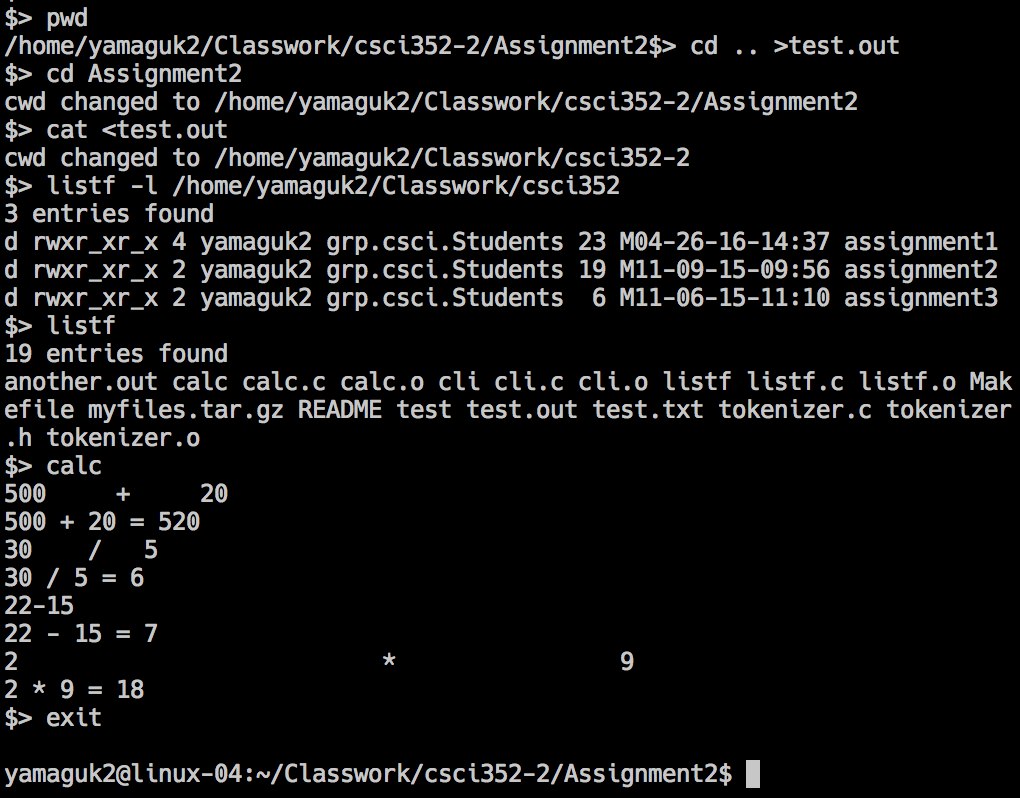 $> pwd
/home/yamaguk2/Classwork/csci352-2/Assignment2$> cd .. >test.out
$> cd Assignment2
cwd changed to /home/yamaguk2/Classwork/csci352-2/Assignment2
$> cat <test.out
cwd changed to /home/yamaguk2/Classwork/csci352-2
$> listf -l /home/yamaguk2/Classwork/csci352
3 entries found
d rwxr_xr_x 4 yamaguk2 grp.csci.Students 23 M04-26-16-14:37 assignment1
d rwxr_xr_x 2 yamaguk2 grp.csci.Students 19 M11-09-15-09:56 assignment2
d rwxr_xr_x 2 yamaguk2 grp.csci.Students  6 M11-06-15-11:10 assignment3
$> listf
19 entries found
another.out calc calc.c calc.o cli cli.c cli.o listf listf.c listf.o Mak
efile myfiles.tar.gz README test test.out test.txt tokenizer.c tokenizer
.h tokenizer.o
$> calc
500     +     20
500 + 20 = 520
30    /   5
30 / 5 = 6
22-15
22 - 15 = 7
2                          *                9
2 * 9 = 18
$> exit
yamaguk2@linux-04:~/Classwork/csci352-2/Assignment2$